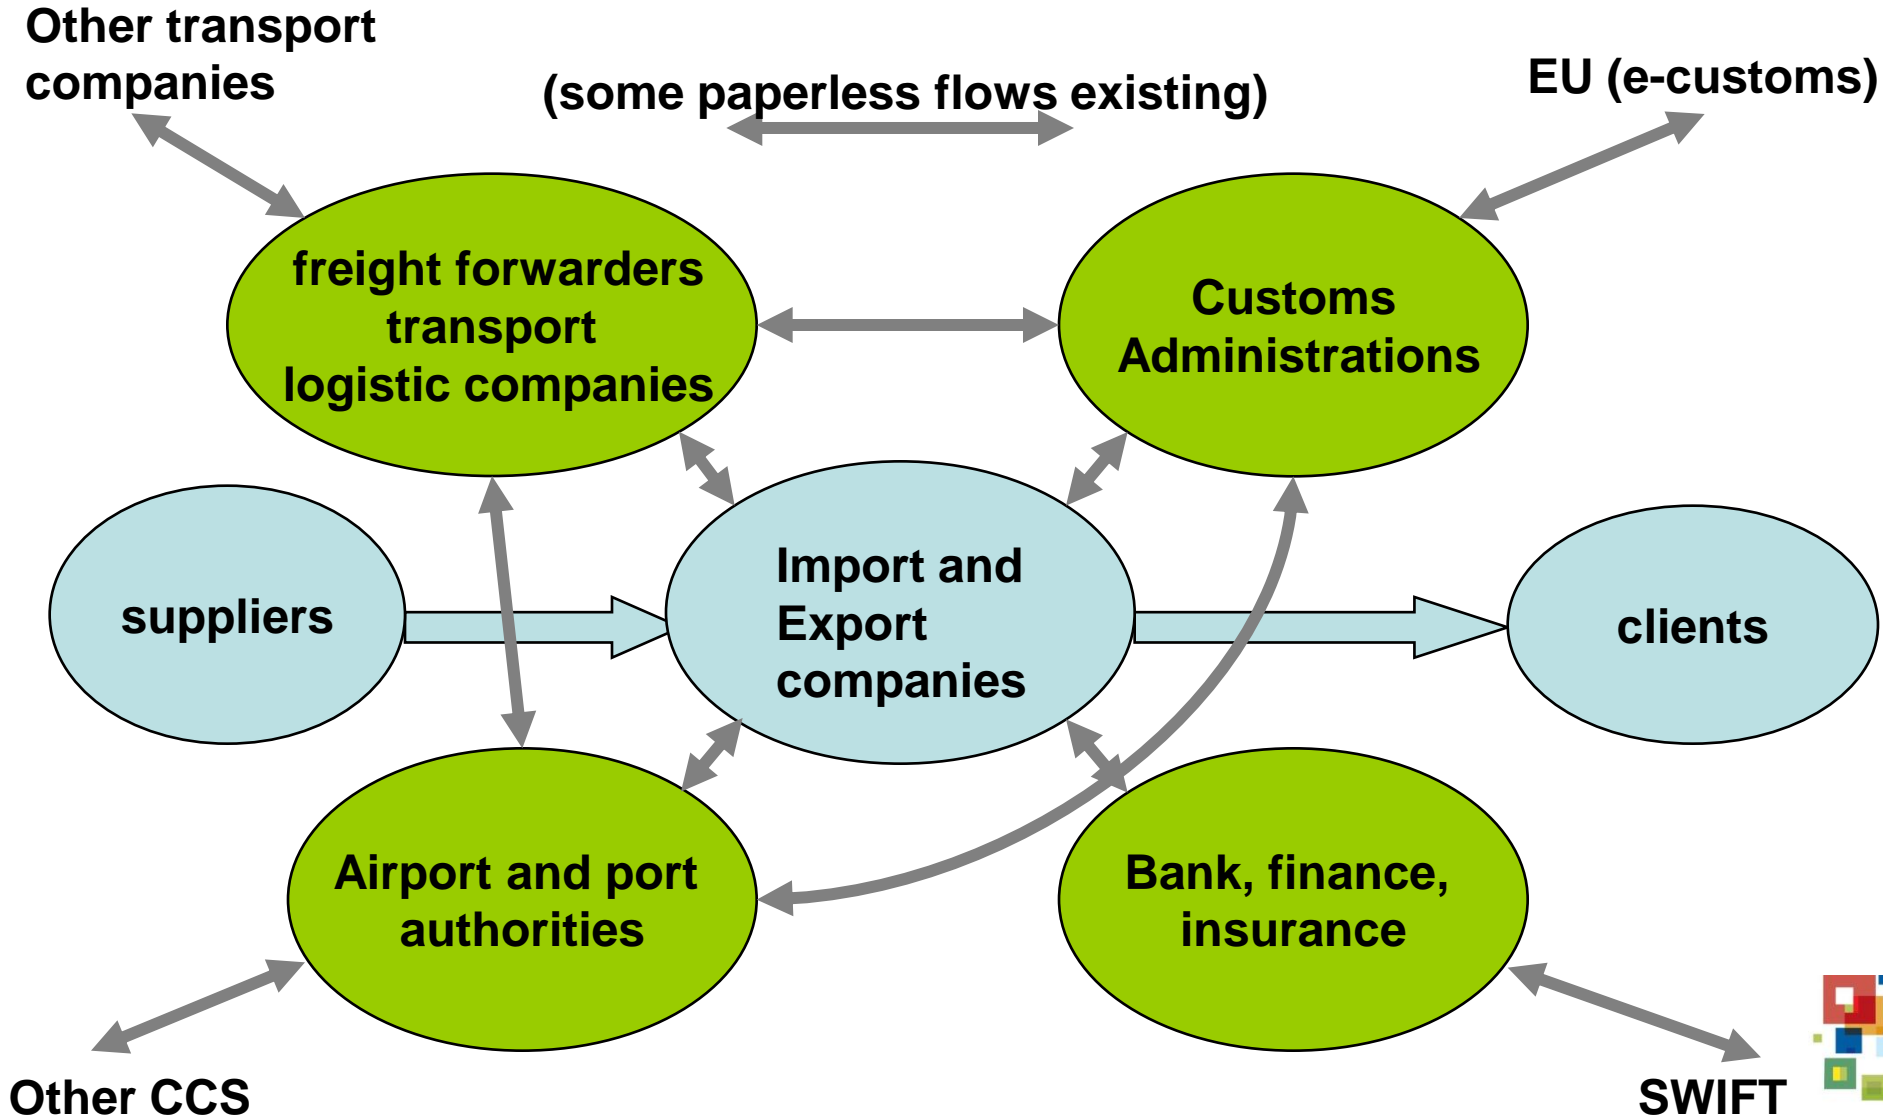 Other transport
companies
(some paperless flows existing)
EU (e-customs)
freight forwarders
transport
logistic companies
Customs
Administrations
suppliers
Import and
Export
companies
clients
Airport and port
authorities
Bank, finance,
insurance
Other CCS
SWIFT